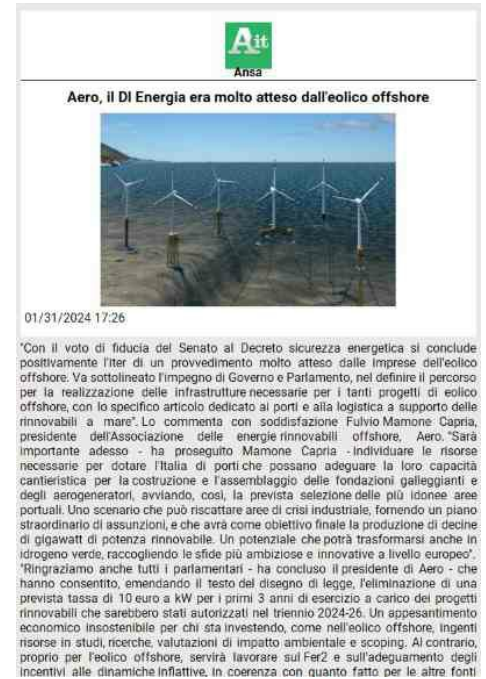 Ait
Ansa
Aero, il Dl Energia era molto atteso dall'eolico offshore
01/31/2024 17:26
"Con il voto di fiducia del Senato al Decreto sicurezza energetica si conclude
positivamente l'iter di un provvedimento molto atteso dalle imprese dell'eolico
offshore. Va sottolineato l'impegno di Governo e Parlamento, nel definire il percorso
per la realizzazione delle infrastrutture necessarie per i tanti progetti di eolico
offshore, con lo specifico articolo dedicato ai porti e alla logistica a supporto delle
rinnovabili a mare". Lo commenta con soddisfazione Fulvio Mamone Capria,
presidente dell'Associazione delle energie rinnovabili offshore, Aero. "Sarà
importante adesso - ha proseguito Mamone Capria - individuare le risorse
necessarie per dotare l'Italia di porti che possano adeguare la loro capacità
cantieristica per la costruzione e l'assemblaggio delle fondazioni galleggianti e
degli aerogeneratori, avviando, così, la prevista selezione delle più idonee aree
portuali. Uno scenario che può riscattare aree di crisi industriale, fornendo un piano
straordinario di assunzioni, e che avrà come obiettivo finale la produzione di decine
di gigawatt di potenza rinnovabile. Un potenziale che potrà trasformarsi anche in
idrogeno verde, raccogliendo le sfide più ambiziose e innovative a livello europeo".
"Ringraziamo anche tutti i parlamentari - ha concluso il presidente di Aero - che
hanno consentito, emendando il testo del disegno di legge, l'eliminazione di una
prevista tassa di 10 euro a kW per i primi 3 anni di esercizio a carico dei progetti
rinnovabili che sarebbero stati autorizzati nel triennio 2024-26. Un appesantimento
economico insostenibile per chi sta investendo, come nell'eolico offshore, ingenti
risorse in studi, ricerche, valutazioni di impatto ambientale e scoping. Al contrario,
proprio per l'eolico offshore, servirà lavorare sul Fer2 e sull'adeguamento degli
incentivi alle dinamiche inflattive, in coerenza con quanto fatto per le altre fonti